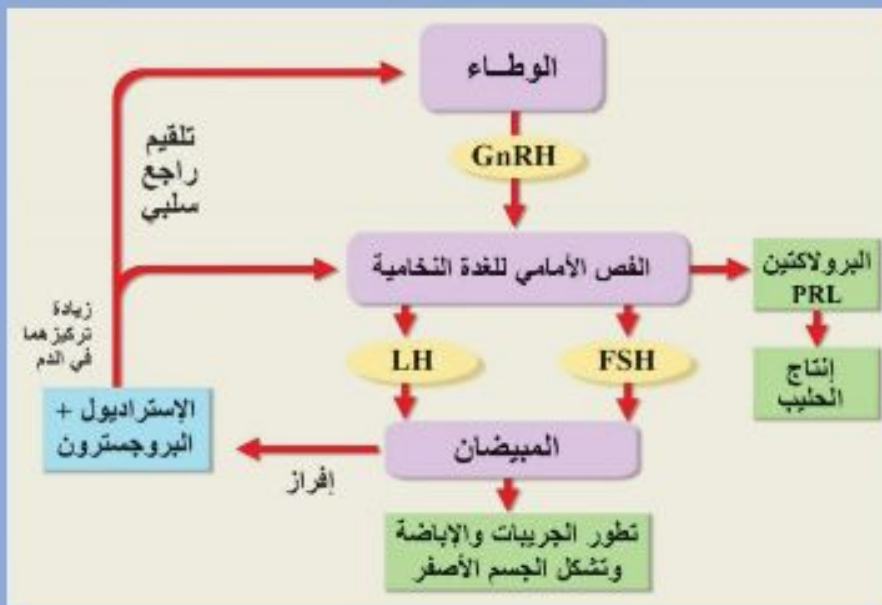 الوطـــاء
GnRH
تلقيم
راجع
سلبي
الفص الأمامي للغدة النخامية
البرولاكتين
PRL
زيادة
تركيزهما
في الدم
LH
FSH
إنتاج
الحليب
الإستراديول +
البروجسترون
المبيضان
إفراز
تطور الجريبات والإباضة
وتشكل الجسم الأصفر